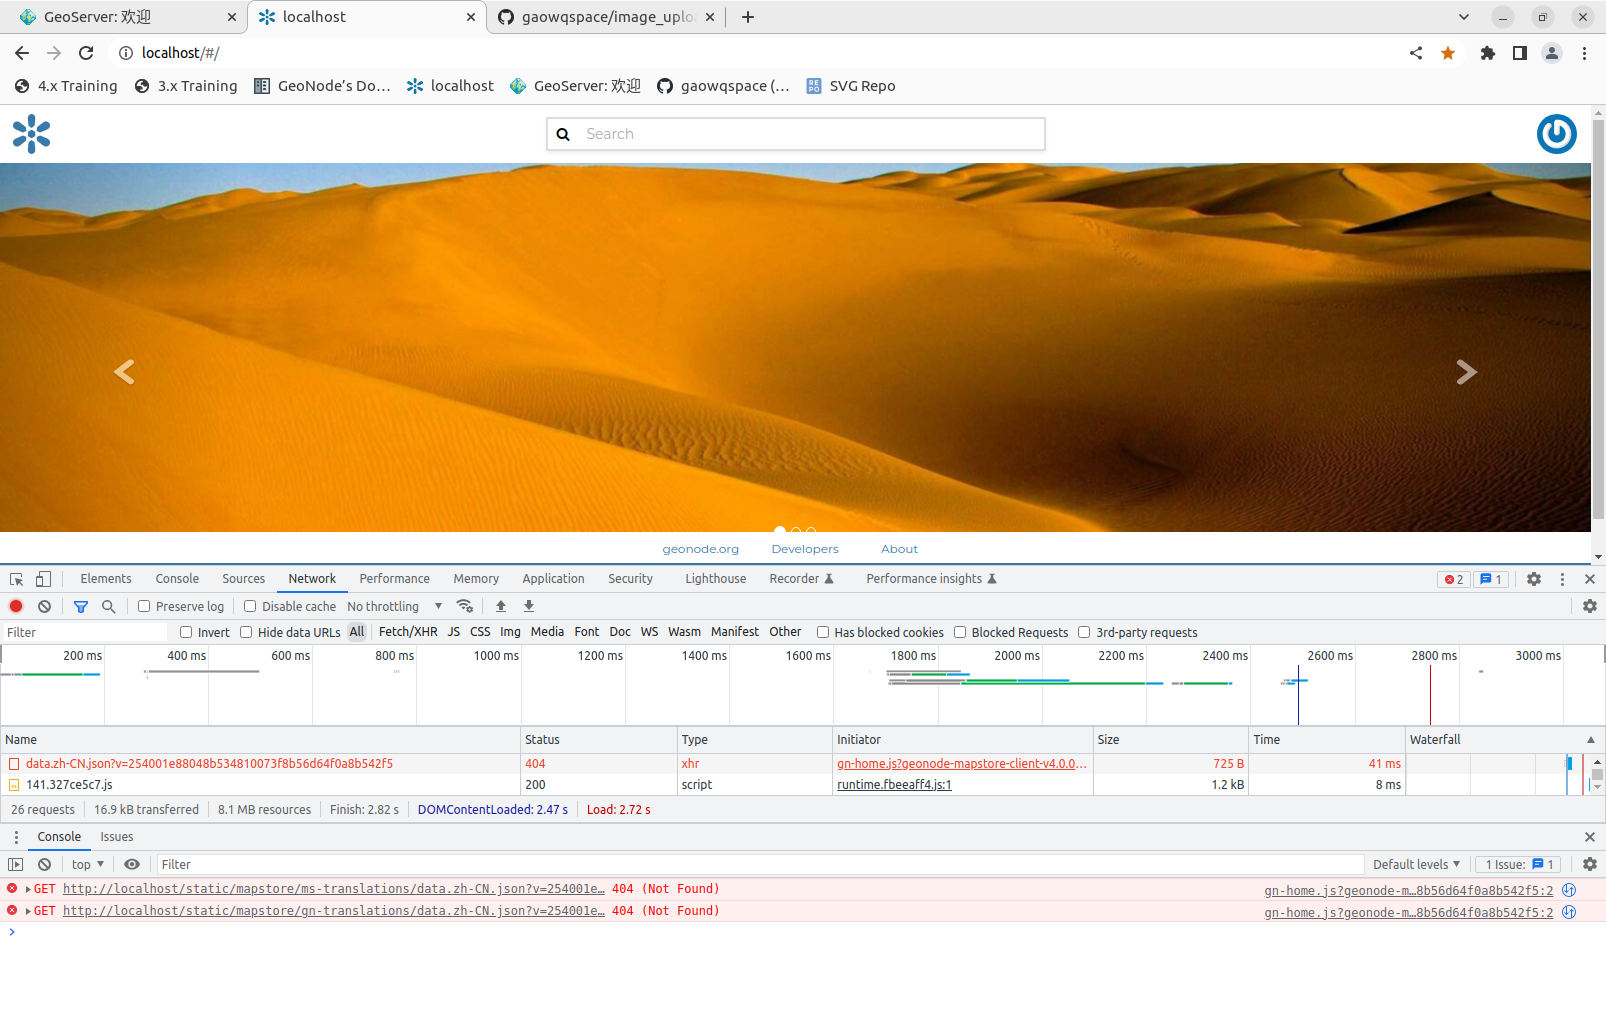 GeoServer: 欢迎
localhost
gaowqspace/image_uplo
localhost/#/
4.x Training
3.x Training
GeoNode’s Do…
localhost
GeoServer: 欢迎
gaowqspace (…
SVG Repo
Search
geonode.org Developers About
Elements Console Sources Network Performance Memory Application Security Lighthouse Recorder Performance insights 2 1
Preserve log Disable cache No throttling
Filter Invert Hide data URLs All Fetch/XHR JS CSS Img Media Font Doc WS Wasm Manifest Other Has blocked cookies Blocked Requests 3rd-party requests
200 ms 400 ms 600 ms 800 ms 1000 ms 1200 ms 1400 ms 1600 ms 1800 ms 2000 ms 2200 ms 2400 ms 2600 ms 2800 ms 3000 ms
Name Status Type Initiator Size Time Waterfall
data.zh-CN.json?v=254001e88048b534810073f8b56d64f0a8b542f5 404 xhr gn-home.js?geonode-mapstore-client-v4.0.0… 725 B 41 ms
141.327ce5c7.js 200 script runtime.fbeeaff4.js:1 1.2 kB 8 ms
26 requests 16.9 kB transferred 8.1 MB resources Finish: 2.82 s DOMContentLoaded: 2.47 s Load: 2.72 s
Console Issues
top Filter Default levels 1 Issue: 1
GET http://localhost/static/mapstore/ms-translations/data.zh-CN.json?v=254001e… 404 (Not Found) gn-home.js?geonode-m…8b56d64f0a8b542f5:2
GET http://localhost/static/mapstore/gn-translations/data.zh-CN.json?v=254001e… 404 (Not Found) gn-home.js?geonode-m…8b56d64f0a8b542f5:2